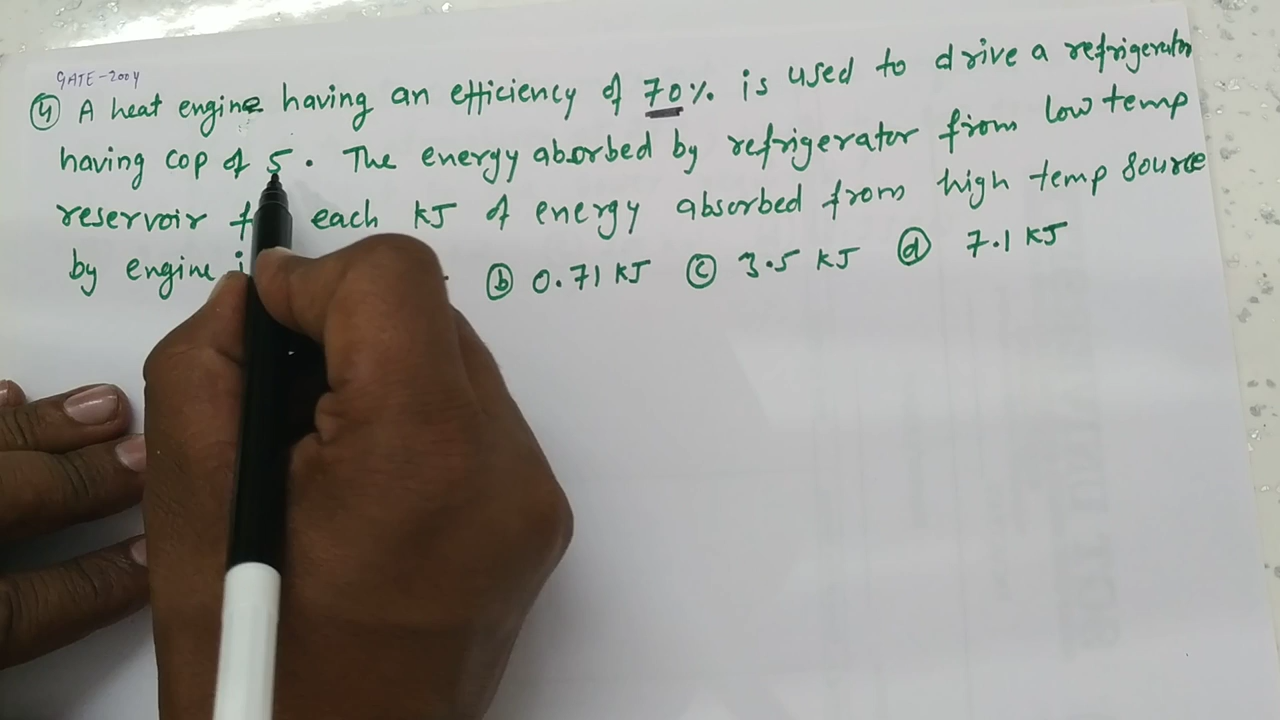 GATE-2004
④ A heat engine having an efficiency of 70% is used to drive a refrigerator
having cop of 5. The energy aborbed by refrigerator from low temp
reservoir each kJ of energy absorbed from high temp source
by engine ⓑ 0.71 kJ ⓒ 3.5 kJ ⓓ 7.1 kJ